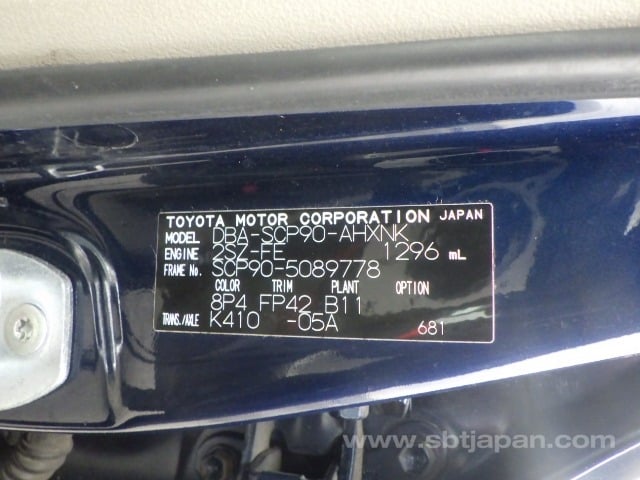 TOYOTA MOTOR CORPORATION JAPAN
MODEL DBA-SCP90-AHXNK
ENGINE 2SZ-FE 1296 mL
FRAME No. SCP90-5089778
COLOR TRIM PLANT OPTION
8P4 FP42 B11
TRANS./AXLE K410 -05A 681
www.sbtjapan.com